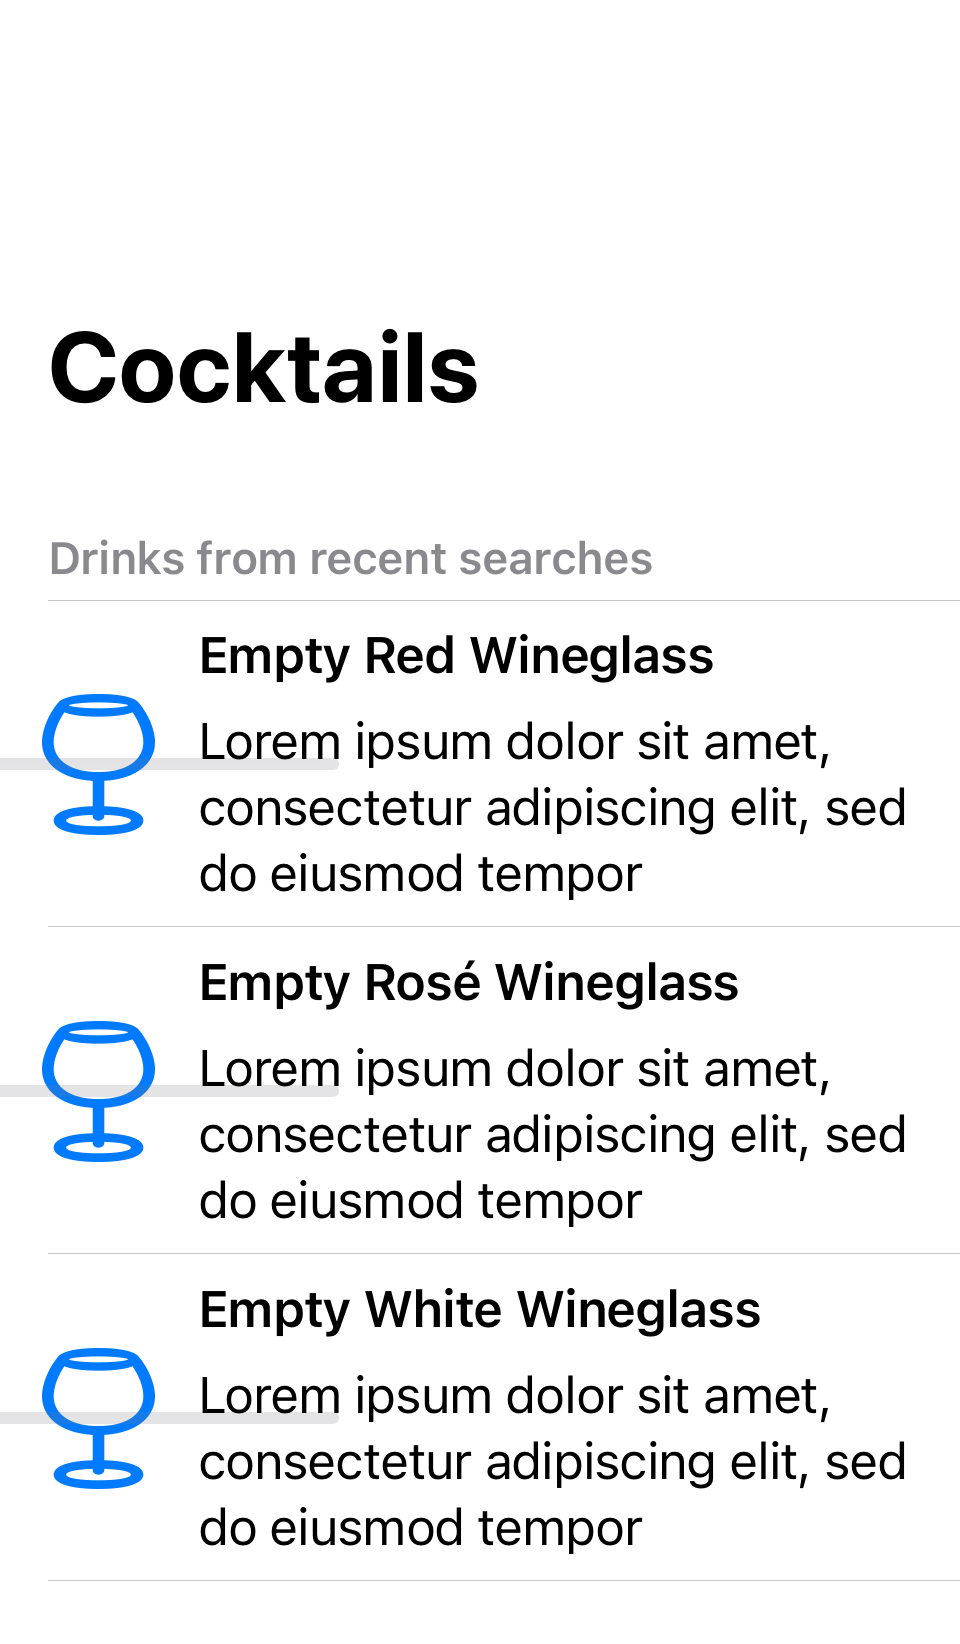 Cocktails
Drinks from recent searches
Empty Red Wineglass
Lorem ipsum dolor sit amet,
consectetur adipiscing elit, sed
do eiusmod tempor
Empty Rosé Wineglass
Lorem ipsum dolor sit amet,
consectetur adipiscing elit, sed
do eiusmod tempor
Empty White Wineglass
Lorem ipsum dolor sit amet,
consectetur adipiscing elit, sed
do eiusmod tempor